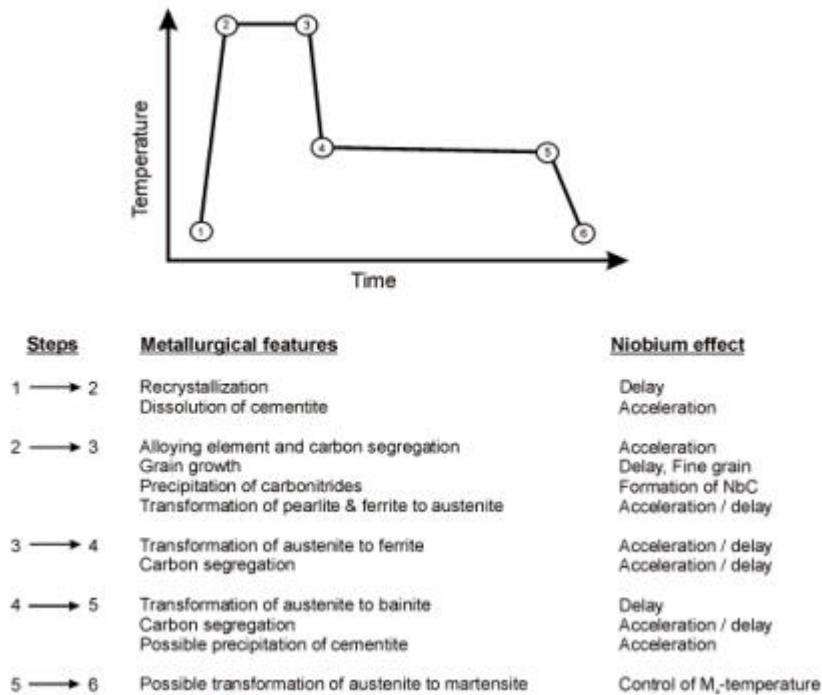 Temperature
2
3
4
5
1
6
Time
Steps Metallurgical features Niobium effect
1 → 2 Recrystallization Delay
Dissolution of cementite Acceleration
2 → 3 Alloying element and carbon segregation Acceleration
Grain growth Delay, Fine grain
Precipitation of carbonitrides Formation of NbC
Transformation of pearlite & ferrite to austenite Acceleration / delay
3 → 4 Transformation of austenite to ferrite Acceleration / delay
Carbon segregation Acceleration / delay
4 → 5 Transformation of austenite to bainite Delay
Carbon segregation Acceleration / delay
Possible precipitation of cementite Acceleration
5 → 6 Possible transformation of austenite to martensite Control of Mₛ-temperature